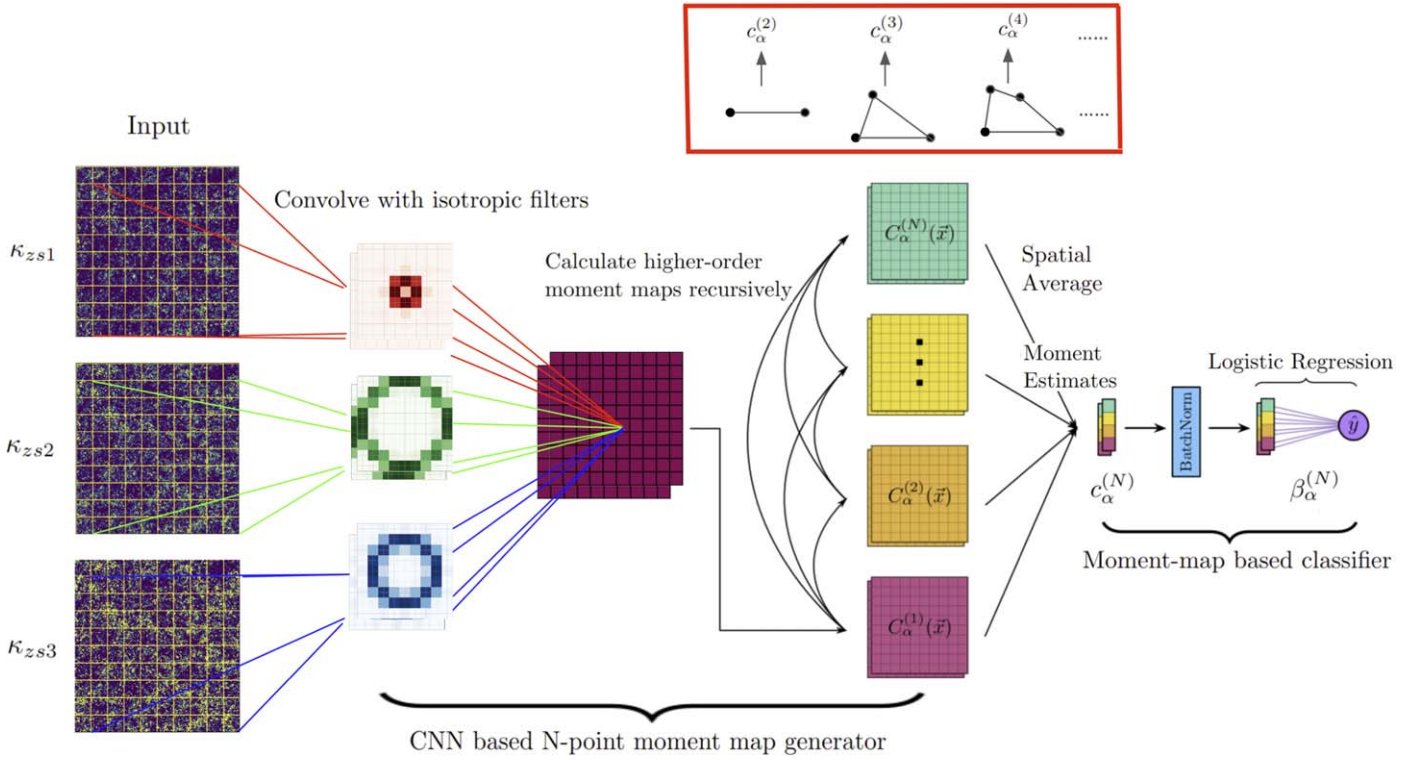 c_α^(2) c_α^(3) c_α^(4) ......
......
Input
κ_zs1
κ_zs2
κ_zs3
Convolve with isotropic filters
Calculate higher-order
moment maps recursively
C_α^(N)(x⃗)
C_α^(2)(x⃗)
C_α^(1)(x⃗)
Spatial
Average
Moment
Estimates
c_α^(N)
BatchNorm
Logistic Regression
ŷ
β_α^(N)
Moment-map based classifier
CNN based N-point moment map generator